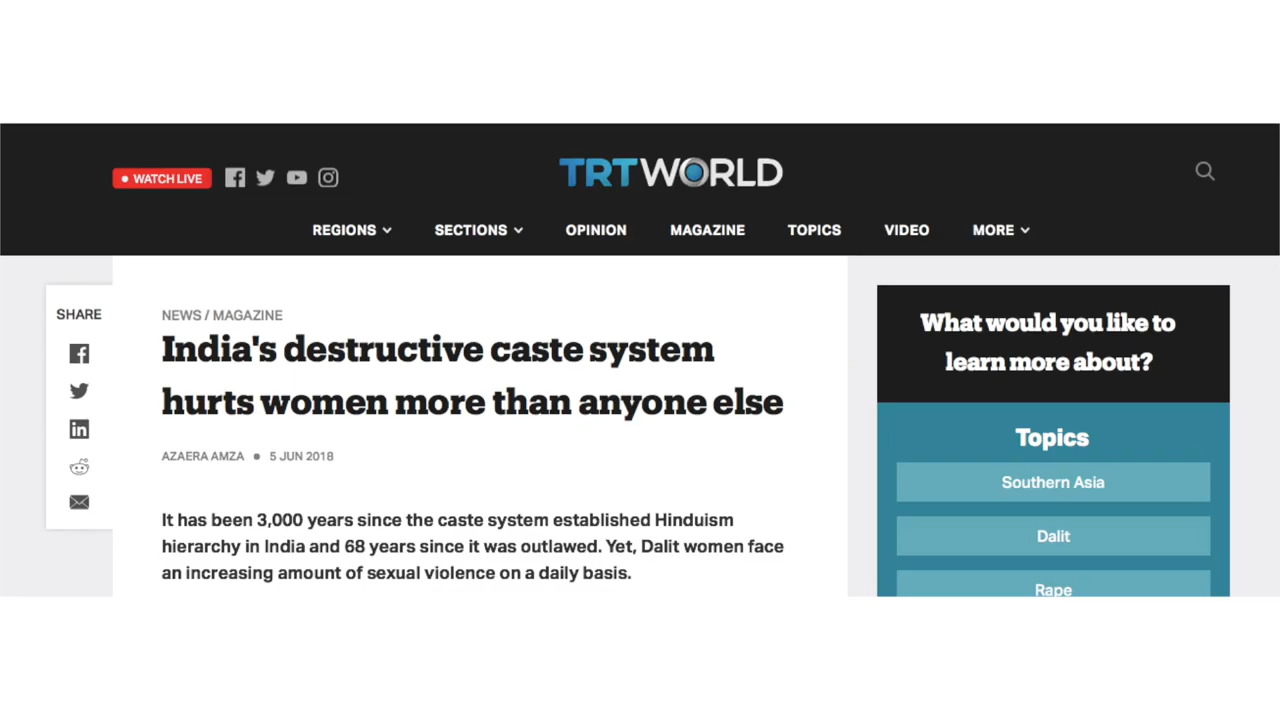 WATCH LIVE
TRTWORLD
REGIONS SECTIONS OPINION MAGAZINE TOPICS VIDEO MORE
SHARE
NEWS / MAGAZINE
India's destructive caste system
hurts women more than anyone else
AZAERA AMZA • 5 JUN 2018
It has been 3,000 years since the caste system established Hinduism
hierarchy in India and 68 years since it was outlawed. Yet, Dalit women face
an increasing amount of sexual violence on a daily basis.
What would you like to
learn more about?
Topics
Southern Asia
Dalit
Rape